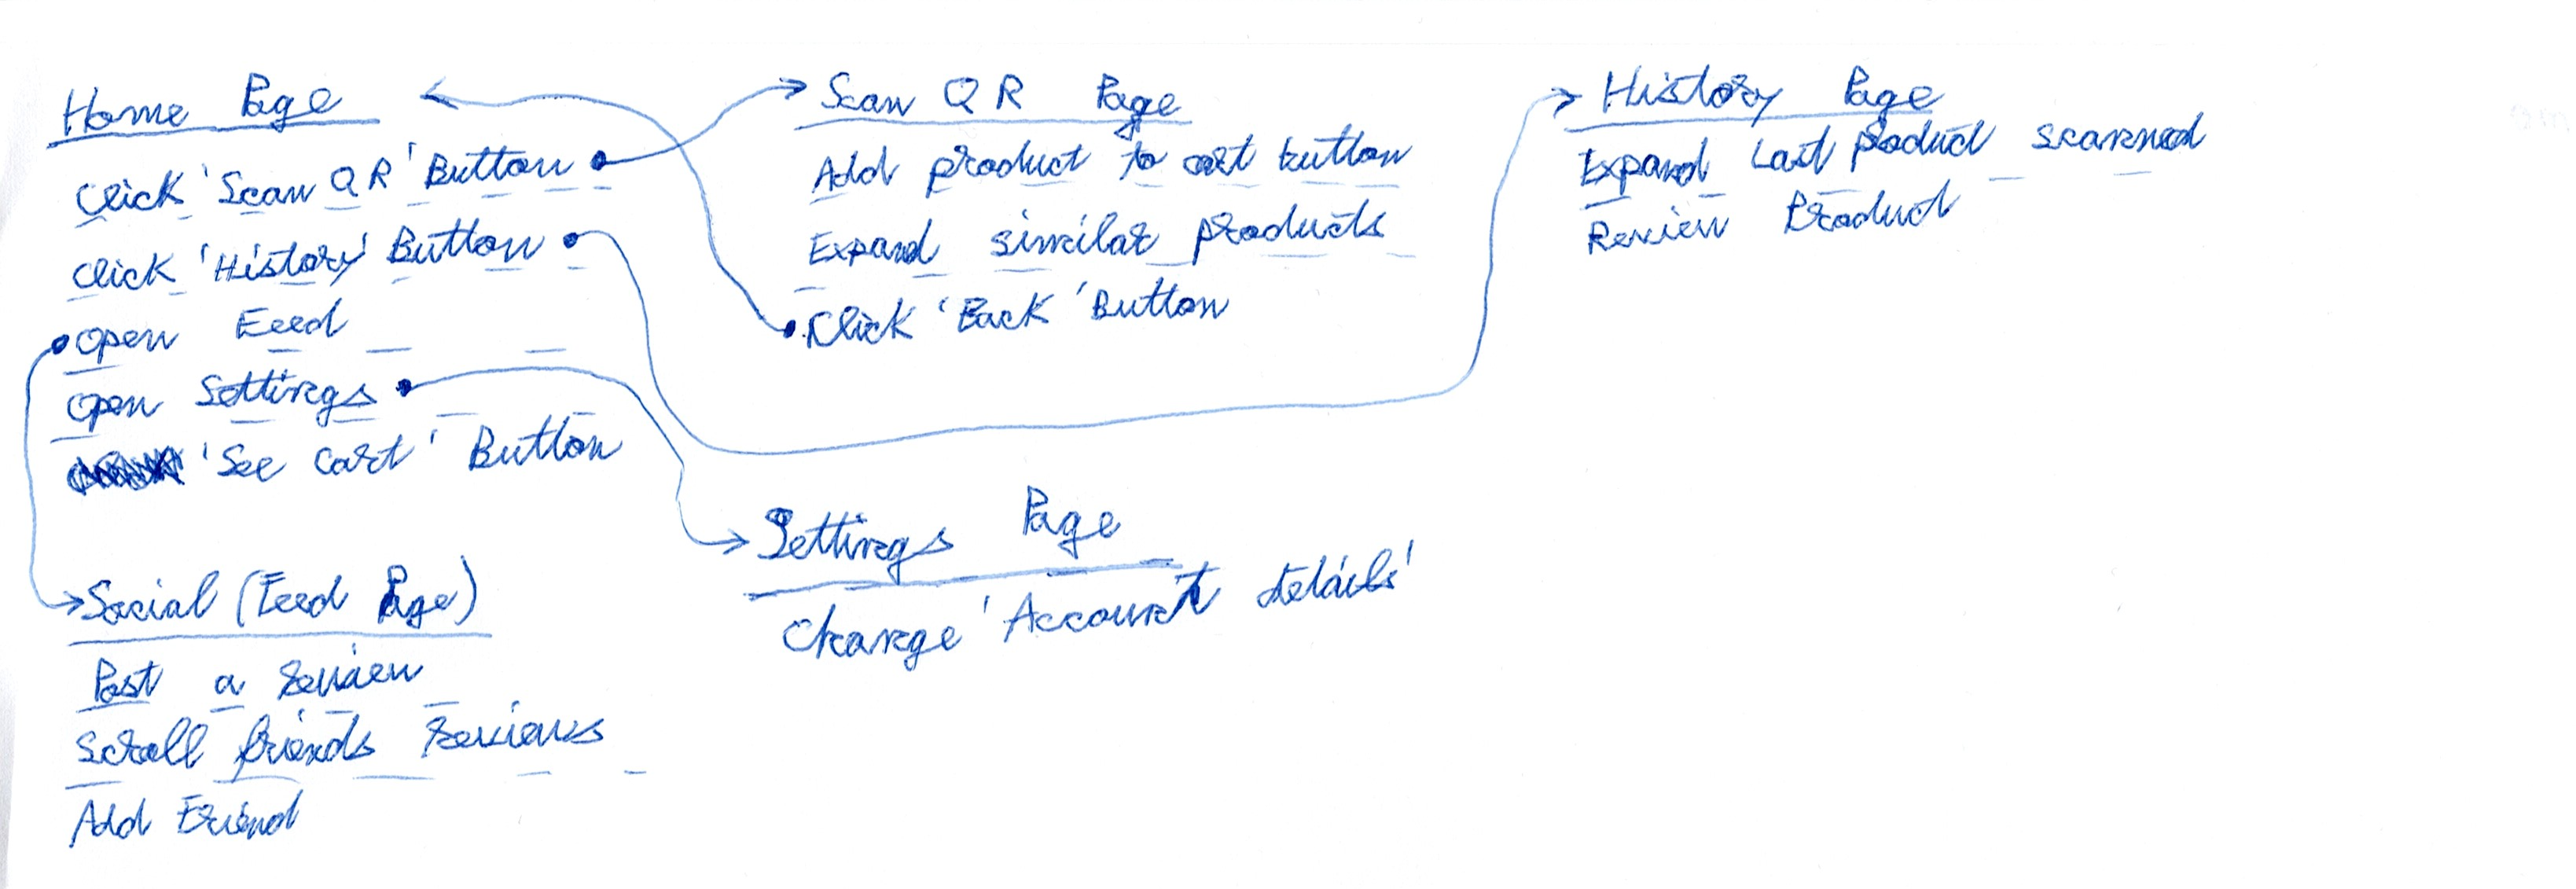 Home Page
Click 'Scan QR' Button
Click 'History' Button
Open Feed
Open Settings
'See Cart' Button
Scan QR Page
Add product to cart button
Expand similar products
Click 'Back' Button
History Page
Expand Last product scanned
Review Product
Settings Page
Change 'Account details'
Social (Feed Page)
Post a review
Scroll friends reviews
Add Friend